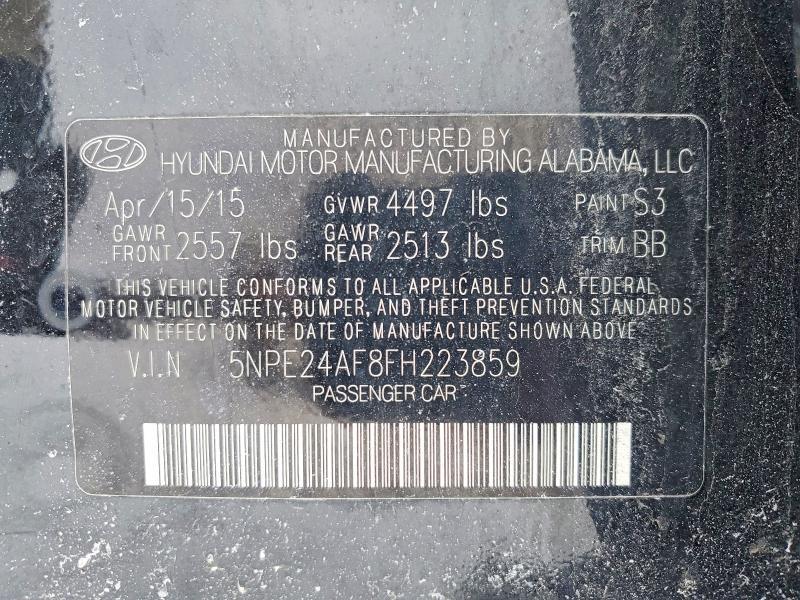 MANUFACTURED BY
HYUNDAI MOTOR MANUFACTURING ALABAMA, LLC
Apr/15/15 GVWR 4497 lbs PAINT S3
GAWR FRONT 2557 lbs GAWR REAR 2513 lbs TRIM BB
THIS VEHICLE CONFORMS TO ALL APPLICABLE U.S.A. FEDERAL
MOTOR VEHICLE SAFETY, BUMPER, AND THEFT PREVENTION STANDARDS
IN EFFECT ON THE DATE OF MANUFACTURE SHOWN ABOVE
V.I.N 5NPE24AF8FH223859
PASSENGER CAR